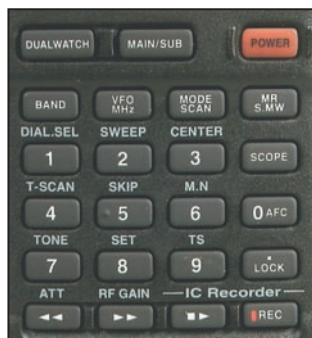 DUALWATCH MAIN/SUB POWER
BAND VFO MODE MR
MHz SCAN S.MW
DIAL.SEL SWEEP CENTER
1 2 3 SCOPE
T-SCAN SKIP M.N
4 5 6 0 AFC
TONE SET TS
7 8 9 LOCK
ATT RF GAIN IC Recorder
◄◄ ►► ■► REC